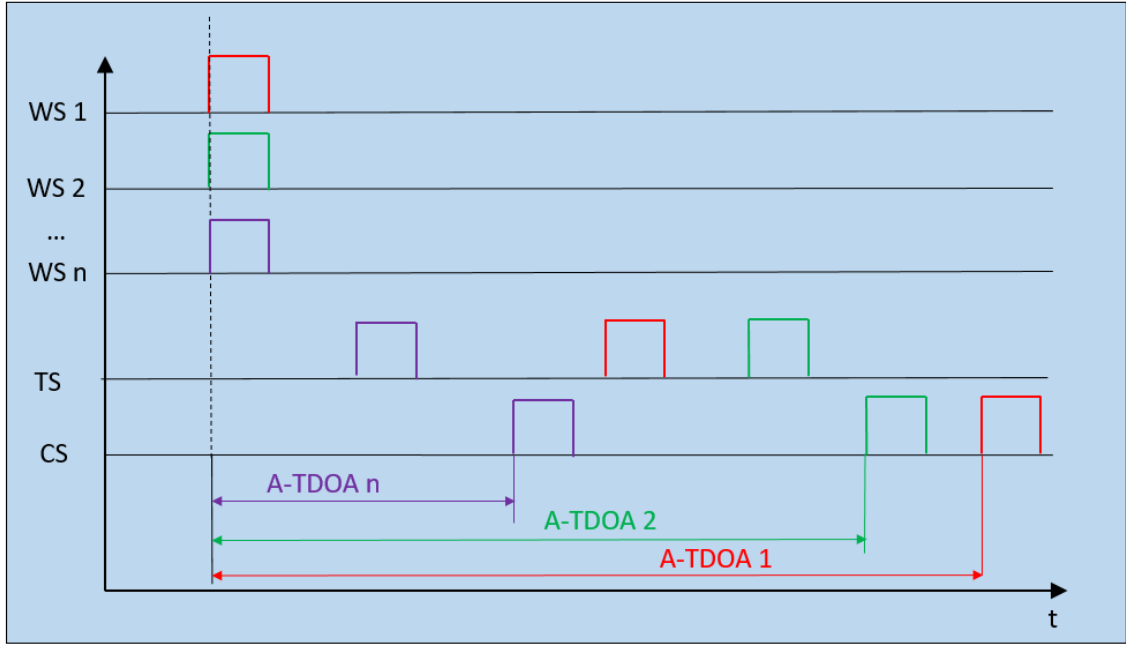 WS 1
WS 2
...
WS n
TS
CS
A-TDOA n
A-TDOA 2
A-TDOA 1
t